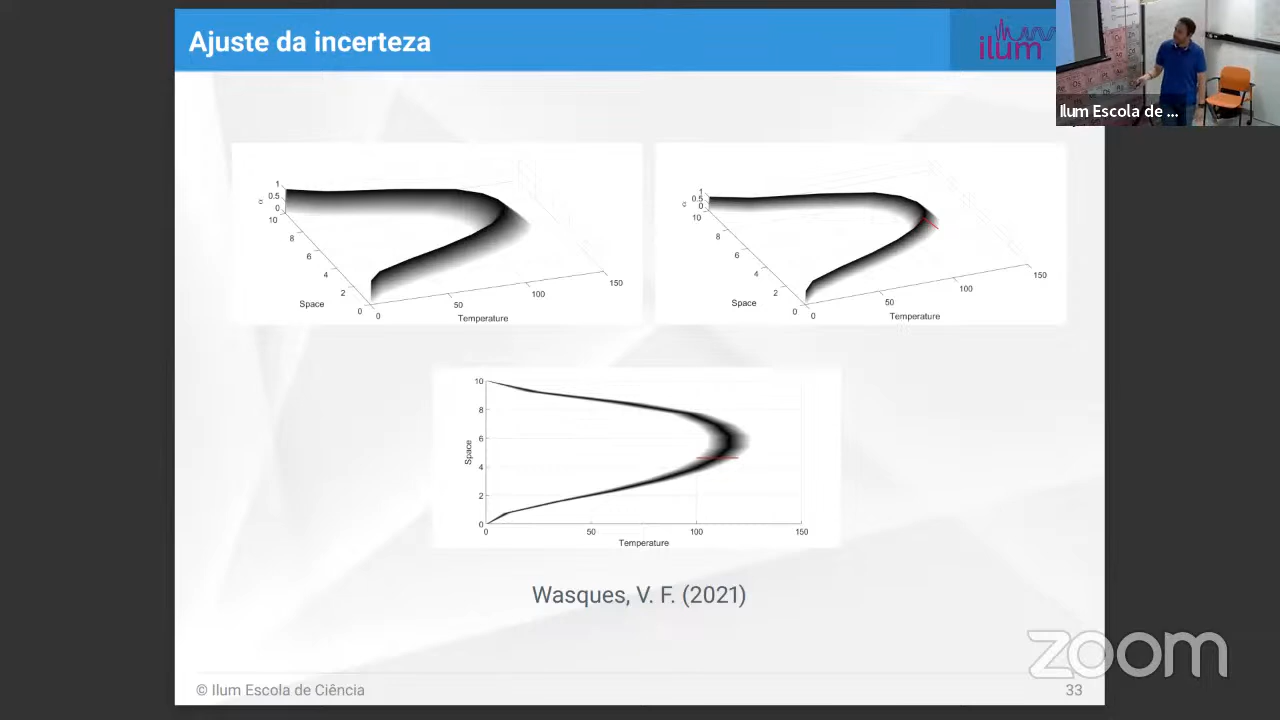 Ajuste da incerteza
ilum
Ilum Escola de ...
1
0.5
0
α
10
8
6
4
2
0
Space
0
50
100
150
Temperature
1
0.5
0
α
10
8
6
4
2
0
Space
0
50
100
150
Temperature
10
8
6
4
2
0
Space
0
50
100
150
Temperature
Wasques, V. F. (2021)
zoom
© Ilum Escola de Ciência
33